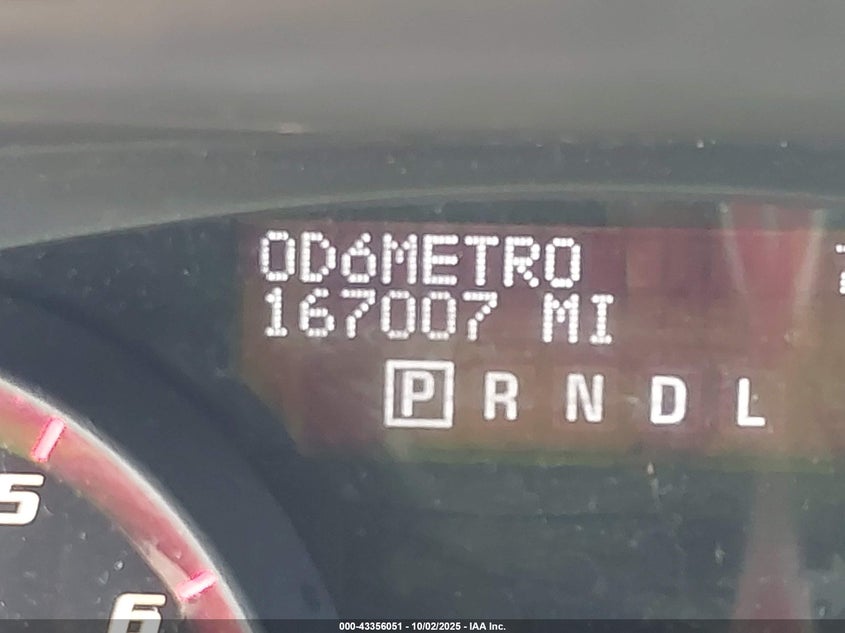 ODóMETRO
167007 MI
P R N D L
5
6
000-43356051 - 10/02/2025 - IAA Inc.